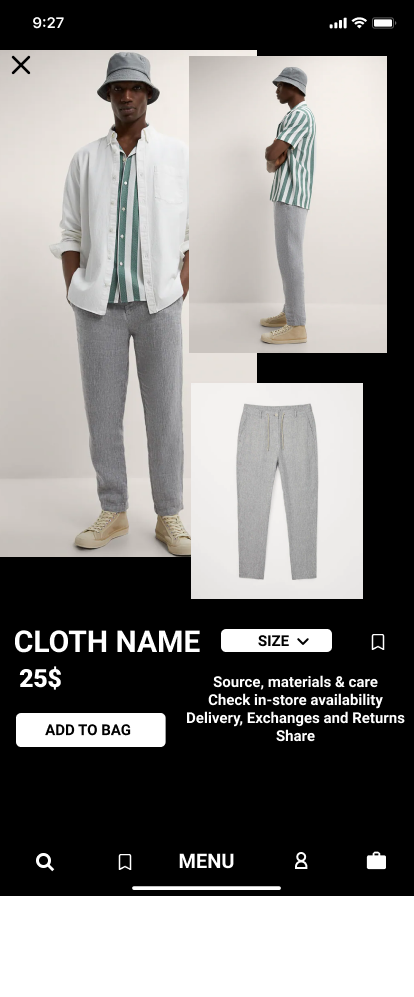 9:27
CLOTH NAME
SIZE
25$
ADD TO BAG
Source, materials & care
Check in-store availability
Delivery, Exchanges and Returns
Share
MENU